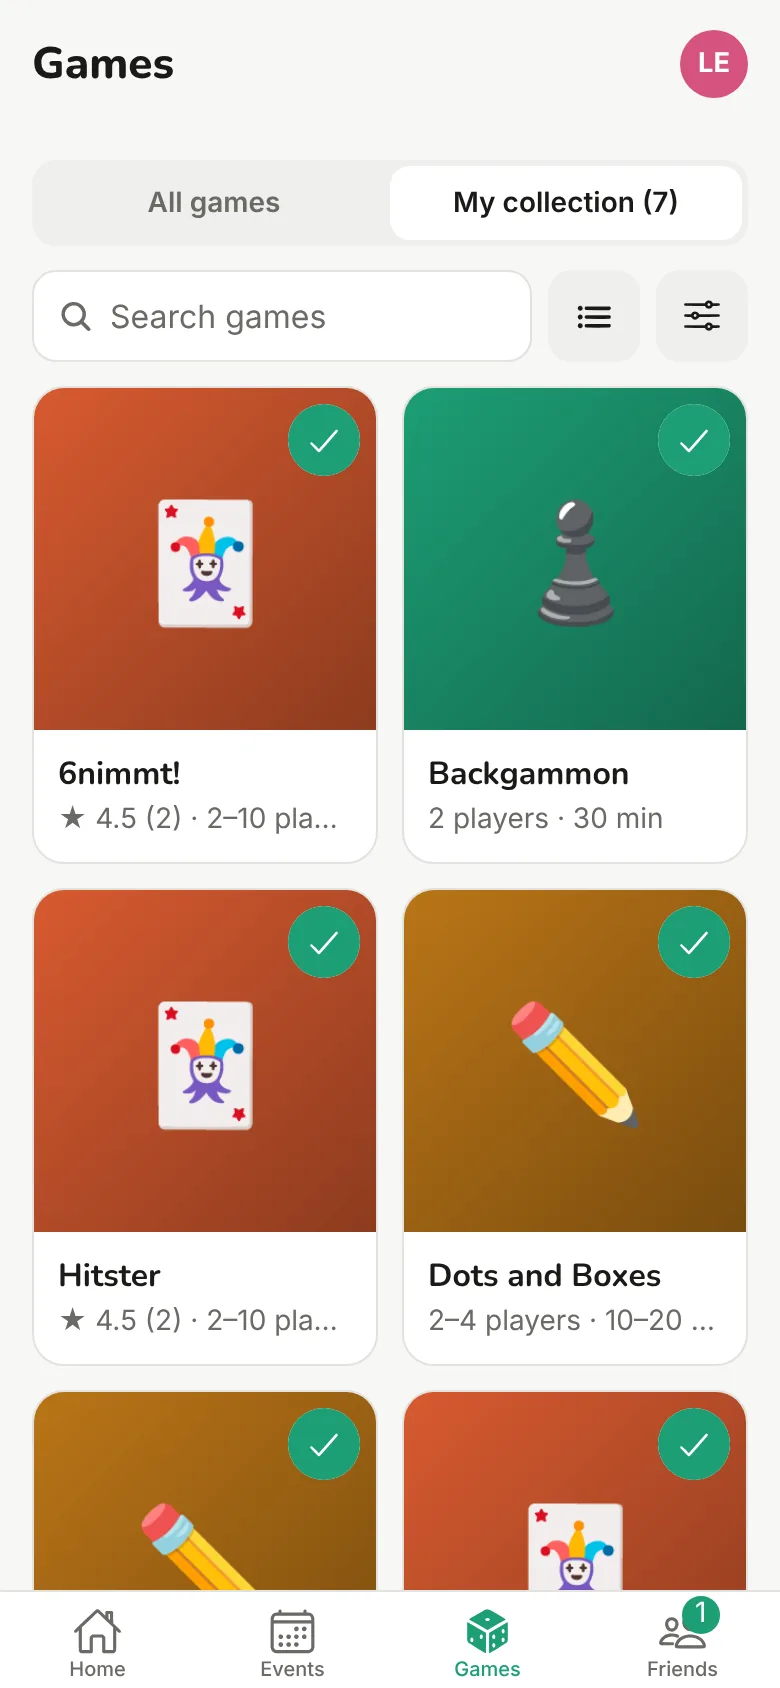 Games
LE
All games
My collection (7)
Search games
6nimmt!
★ 4.5 (2) · 2–10 pla...
Backgammon
2 players · 30 min
Hitster
★ 4.5 (2) · 2–10 pla...
Dots and Boxes
2–4 players · 10–20 ...
1
Home
Events
Games
Friends